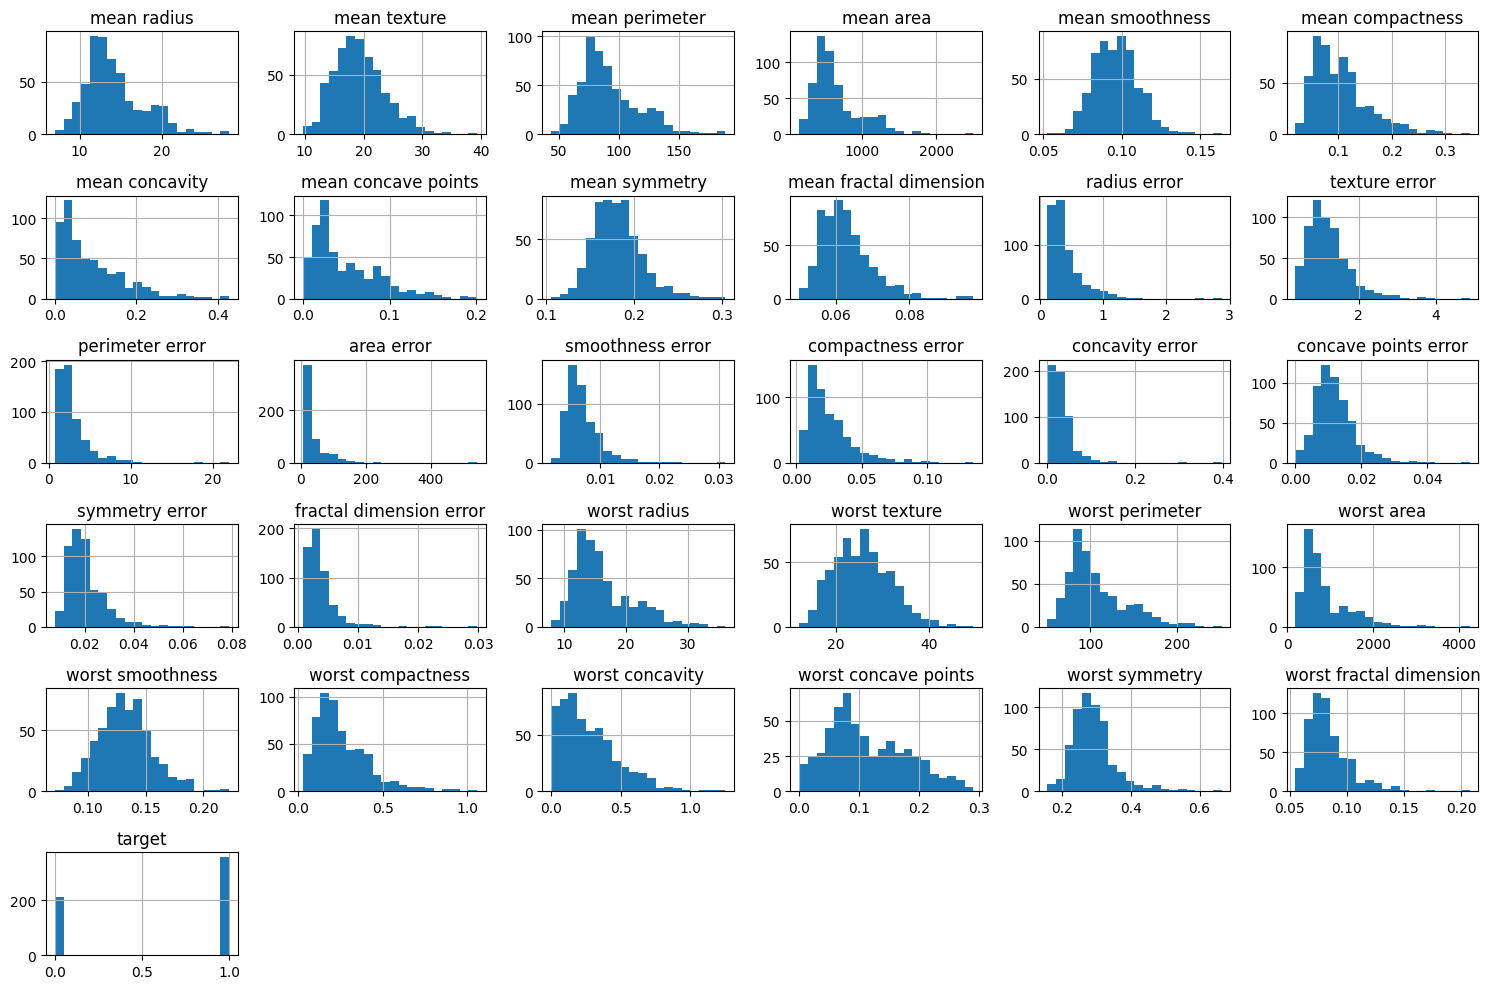 mean radius mean texture mean perimeter mean area mean smoothness mean compactness
50
10 20
50
10 20 30 40
100
50
0
50 100 150
100
50
0
1000 2000
50
0
0.05 0.10 0.15
50
0
0.1 0.2 0.3
mean concavity mean concave points mean symmetry mean fractal dimension radius error texture error
100
50
0
0.0 0.2 0.4
100
50
0
0.0 0.1 0.2
50
0
0.1 0.2 0.3
50
0
0.06 0.08
100
0
0 1 2 3
100
50
0
2 4
perimeter error area error smoothness error compactness error concavity error concave points error
200
100
0
0 10 20
200
0
0 200 400
100
0
0.01 0.02 0.03
100
0
0.00 0.05 0.10
200
100
0
0.0 0.2 0.4
100
50
0
0.00 0.02 0.04
symmetry error fractal dimension error worst radius worst texture worst perimeter worst area
100
50
0
0.02 0.04 0.06 0.08
200
100
0
0.00 0.01 0.02 0.03
100
50
0
10 20 30
50
0
20 40
100
50
0
100 200
100
0
0 2000 4000
worst smoothness worst compactness worst concavity worst concave points worst symmetry worst fractal dimension
50
0
0.10 0.15 0.20
100
50
0
0.0 0.5 1.0
50
0
0.0 0.5 1.0
50
25
0
0.0 0.1 0.2 0.3
100
50
0
0.2 0.4 0.6
100
50
0
0.05 0.10 0.15 0.20
target
200
0
0.0 0.5 1.0